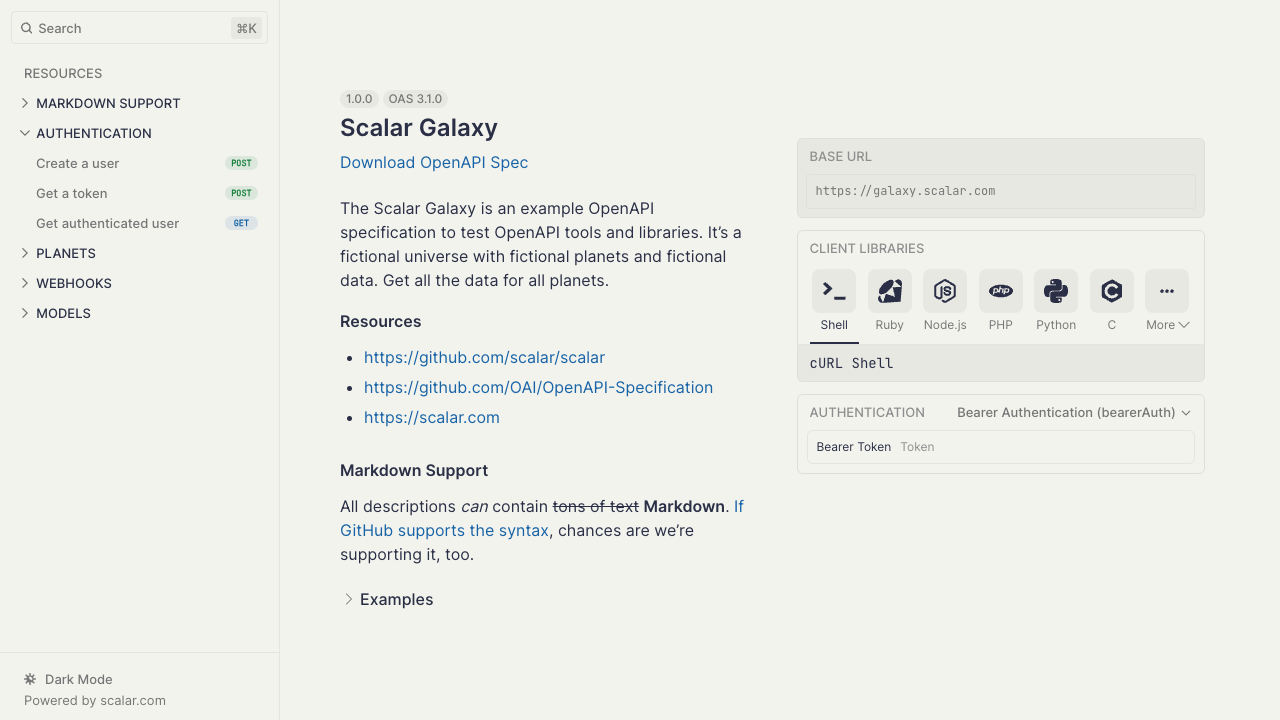 Search
⌘K
RESOURCES
MARKDOWN SUPPORT
AUTHENTICATION
Create a user POST
Get a token POST
Get authenticated user GET
PLANETS
WEBHOOKS
MODELS
Dark Mode
Powered by scalar.com
1.0.0 OAS 3.1.0
Scalar Galaxy
Download OpenAPI Spec
The Scalar Galaxy is an example OpenAPI
specification to test OpenAPI tools and libraries. It’s a
fictional universe with fictional planets and fictional
data. Get all the data for all planets.
Resources
https://github.com/scalar/scalar
https://github.com/OAI/OpenAPI-Specification
https://scalar.com
Markdown Support
All descriptions can contain tons of text Markdown. If
GitHub supports the syntax, chances are we’re
supporting it, too.
Examples
BASE URL
https://galaxy.scalar.com
CLIENT LIBRARIES
php
Shell Ruby Node.js PHP Python C More
cURL Shell
AUTHENTICATION Bearer Authentication (bearerAuth)
Bearer Token Token